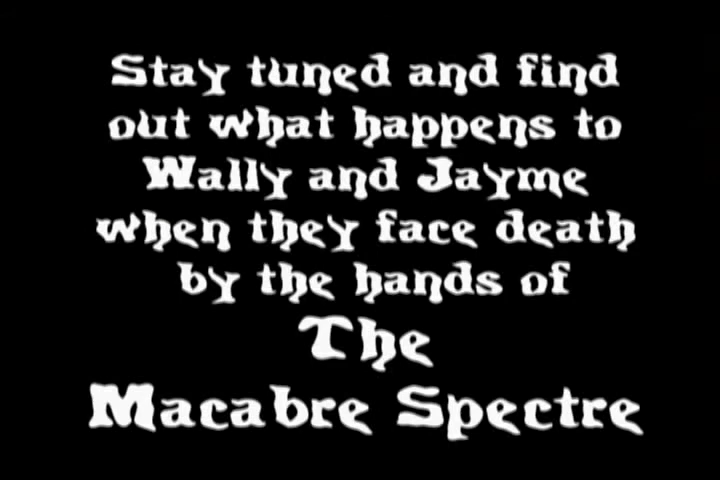 Stay tuned and find
out what happens to
Wally and Jayme
when they face death
by the hands of
The
Macabre Spectre